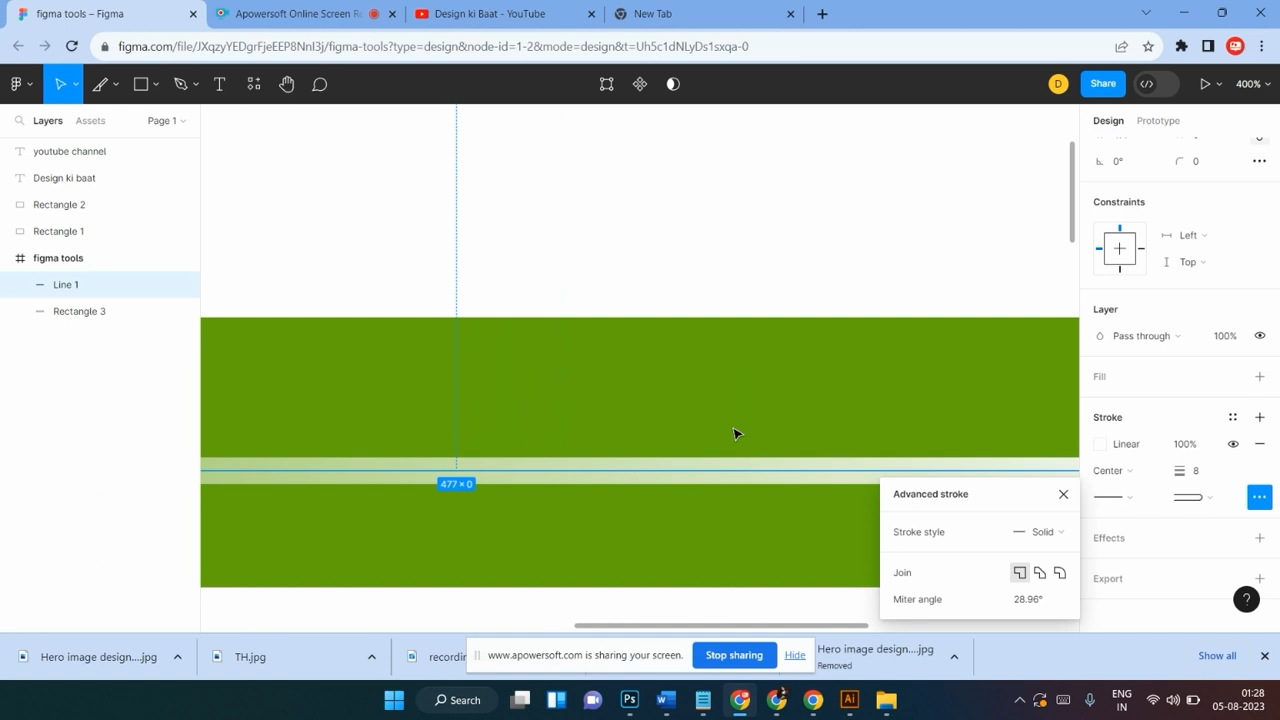 figma tools – Figma
Apowersoft Online Screen Re
Design ki Baat - YouTube
New Tab
figma.com/file/JXqzyYEDgrFjeEEP8NnI3j/figma-tools?type=design&node-id=1-2&mode=design&t=Uh5c1dNLyDs1sxqa-0
D
Share
400%
Layers
Assets
Page 1
Design
Prototype
youtube channel
Design ki baat
Rectangle 2
Rectangle 1
figma tools
Line 1
Rectangle 3
0°
0
Constraints
Left
Top
Layer
Pass through
100%
Fill
Stroke
Linear
100%
Center
8
477 × 0
Advanced stroke
Stroke style
Solid
Join
Miter angle
28.96°
Effects
Export
?
Hero image design....jpg
TH.jpg
recordin
www.apowersoft.com is sharing your screen.
Stop sharing
Hide
Hero image design....jpg
Removed
Show all
Search
ENG
IN
01:28
05-08-2023